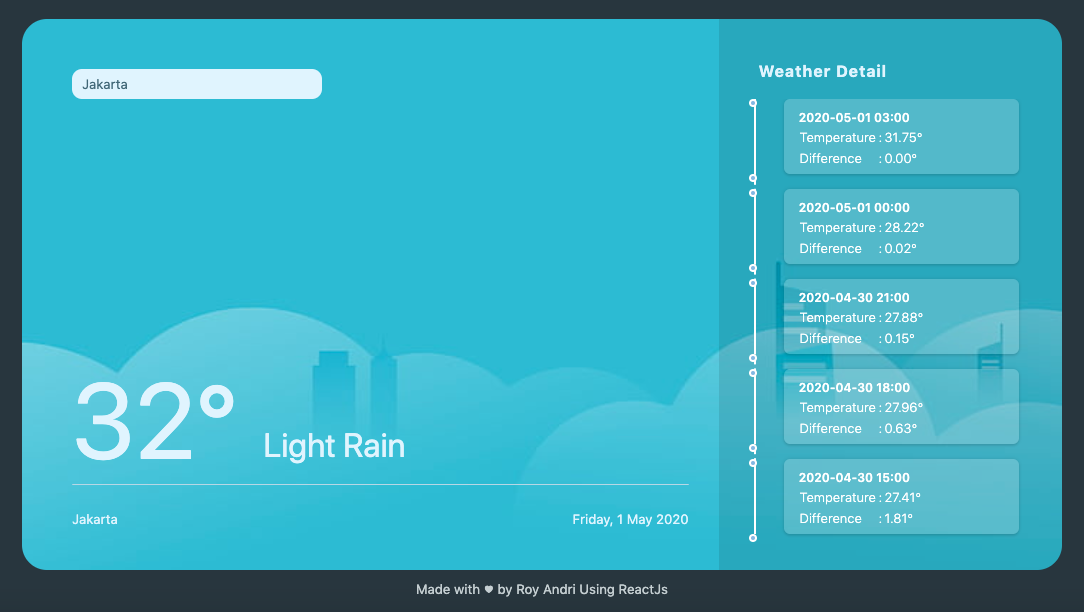 Jakarta
32° Light Rain
Jakarta
Friday, 1 May 2020
Weather Detail
2020-05-01 03:00
Temperature : 31.75°
Difference : 0.00°
2020-05-01 00:00
Temperature : 28.22°
Difference : 0.02°
2020-04-30 21:00
Temperature : 27.88°
Difference : 0.15°
2020-04-30 18:00
Temperature : 27.96°
Difference : 0.63°
2020-04-30 15:00
Temperature : 27.41°
Difference : 1.81°
Made with ♥ by Roy Andri Using ReactJs